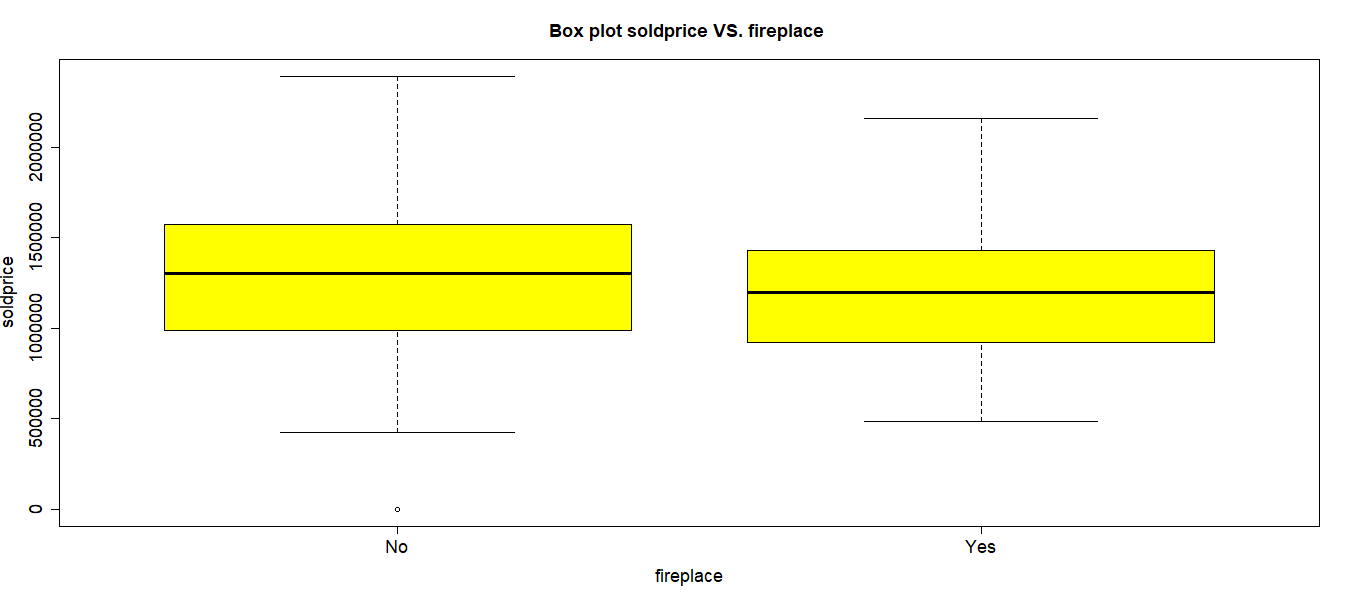 Box plot soldprice VS. fireplace
soldprice
2000000
1500000
1000000
500000
0
No
Yes
fireplace